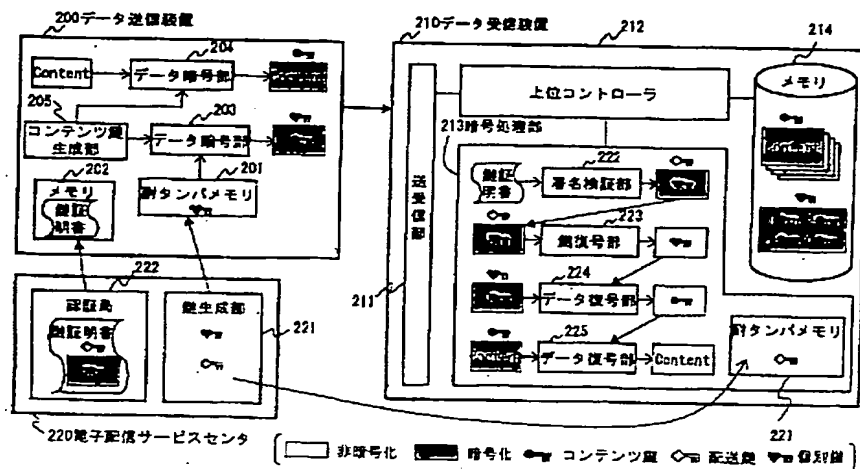 200データ送信装置
204
Content
データ暗号部
205
203
コンテンツ鍵
生成部
データ暗号部
202
201
メモリ
鍵証
明書
耐タンパメモリ
222
認証局
鍵証明書
鍵生成部
221
220電子配信サービスセンタ
210データ受信装置
212
214
上位コントローラ
メモリ
213暗号処理部
送受信部
211
222
鍵証
明書
署名検証部
223
鍵復号部
224
データ復号部
225
データ復号部
Content
耐タンパメモリ
221
非暗号化
暗号化
コンテンツ鍵
配送鍵
個別鍵